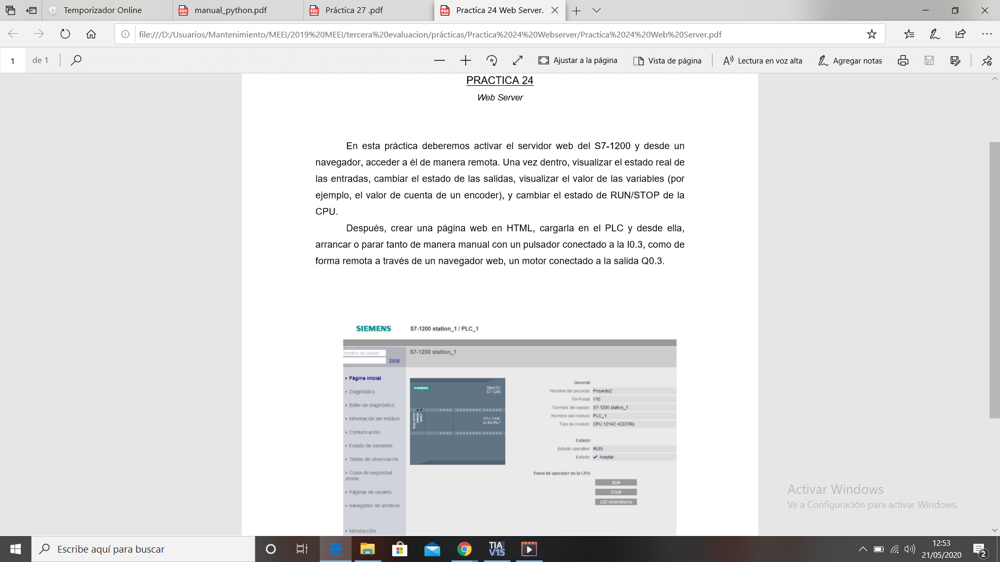 Temporizador Online
manual_python.pdf
Práctica 27 .pdf
Practica 24 Web Server.
file:///D:/Usuarios/Mantenimiento/MEEI/2019%20MEEI/tercera%20evaluacion/prácticas/Practica%2024%20Webserver/Practica%2024%20Web%20Server.pdf
1 de 1
Ajustar a la página
Vista de página
Lectura en voz alta
Agregar notas
PRACTICA 24
Web Server
En esta práctica deberemos activar el servidor web del S7-1200 y desde un
navegador, acceder a él de manera remota. Una vez dentro, visualizar el estado real de
las entradas, cambiar el estado de las salidas, visualizar el valor de las variables (por
ejemplo, el valor de cuenta de un encoder), y cambiar el estado de RUN/STOP de la
CPU.
Después, crear una página web en HTML, cargarla en el PLC y desde ella,
arrancar o parar tanto de manera manual con un pulsador conectado a la I0.3, como de
forma remota a través de un navegador web, un motor conectado a la salida Q0.3.
SIEMENS
S7-1200 station_1 / PLC_1
Nombre de usuario
Iniciar
S7-1200 station_1
Página inicial
Diagnóstico
Búfer de diagnóstico
Información del módulo
Comunicación
Estado de variables
Tablas de observación
Copia de seguridad
online
Páginas de usuario
Navegador de archivos
Introducción
SIEMENS
SIMATIC
S7-1200
RUN / STOP
ERROR
MAINT
CPU 1214C
AC/DC/RLY
General:
Nombre del proyecto: Proyecto2
TIA Portal: V15
Nombre del equipo: S7-1200 station_1
Nombre del módulo: PLC_1
Tipo de módulo: CPU 1214C ACDCRly
Estado:
Estado operativo: RUN
Estado: Aceptar
Panel de operador de la CPU:
RUN
STOP
LED intermitente
Activar Windows
Ve a Configuración para activar Windows.
Escribe aquí para buscar
TIA
V15
12:53
21/05/2020
2